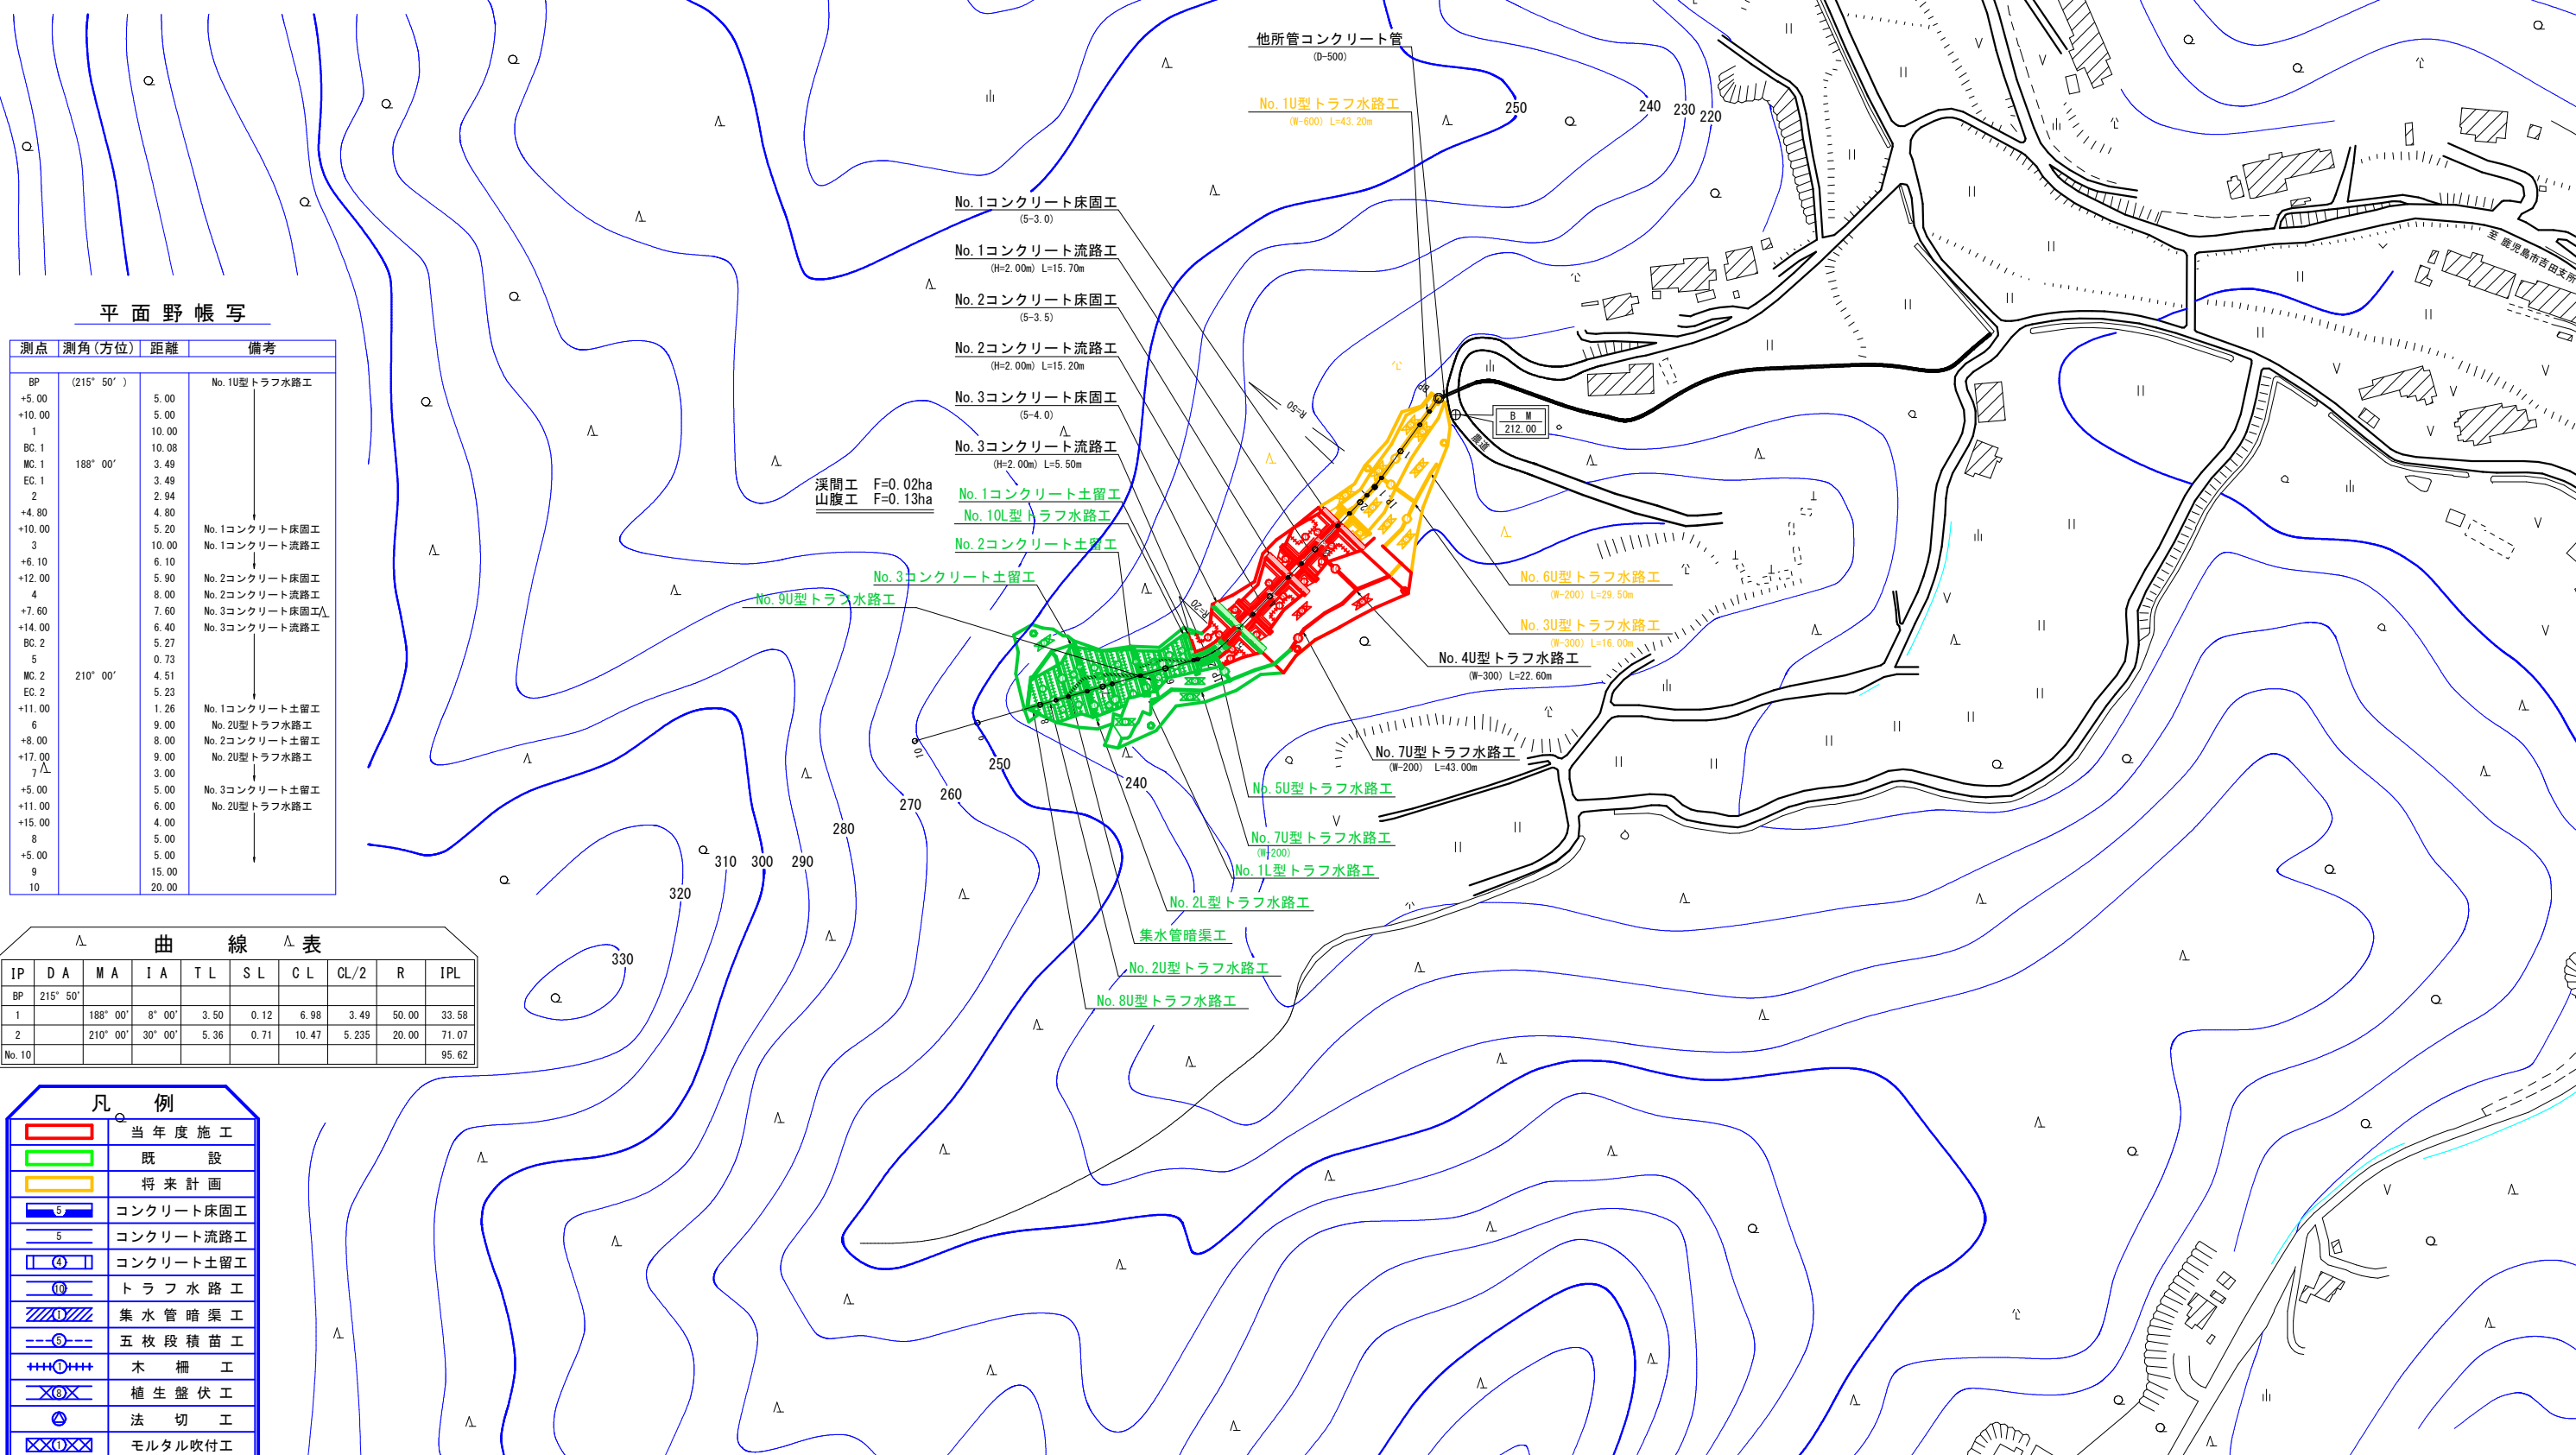 他所管コンクリート管
(D-500)
No.1U型トラフ水路工
(W-600) L=43.20m
250
240
230
220
No.1コンクリート床固工
(5-3.0)
No.1コンクリート流路工
(H=2.00m) L=15.70m
No.2コンクリート床固工
(5-3.5)
No.2コンクリート流路工
(H=2.00m) L=15.20m
No.3コンクリート床固工
(5-4.0)
No.3コンクリート流路工
(H=2.00m) L=5.50m
渓間工 F=0.02ha
山腹工 F=0.13ha
No.1コンクリート土留工
No.10L型トラフ水路工
No.2コンクリート土留工
No.3コンクリート土留工
No.9U型トラフ水路工
至 鹿児島市吉田支所
R=50
BP
B M
212.00
農道
R=20
No.6U型トラフ水路工
(W-200) L=29.50m
No.3U型トラフ水路工
(W-300) L=16.00m
No.4U型トラフ水路工
(W-300) L=22.60m
No.7U型トラフ水路工
(W-200) L=43.00m
No.5U型トラフ水路工
No.7U型トラフ水路工
(W-200)
No.1L型トラフ水路工
No.2L型トラフ水路工
集水管暗渠工
No.2U型トラフ水路工
No.8U型トラフ水路工
250
240
260
270
280
290
300
310
320
330
平面野帳写
測点 測角(方位) 距離 備考
BP (215°50′) No.1U型トラフ水路工
+5.00 5.00
+10.00 5.00
1 10.00
BC.1 10.08
MC.1 188°00′ 3.49
EC.1 3.49
2 2.94
+4.80 4.80
+10.00 5.20 No.1コンクリート床固工
3 10.00 No.1コンクリート流路工
+6.10 6.10
+12.00 5.90 No.2コンクリート床固工
4 8.00 No.2コンクリート流路工
+7.60 7.60 No.3コンクリート床固工
+14.00 6.40 No.3コンクリート流路工
BC.2 5.27
5 0.73
MC.2 210°00′ 4.51
EC.2 5.23
+11.00 1.26 No.1コンクリート土留工
6 9.00 No.2U型トラフ水路工
+8.00 8.00 No.2コンクリート土留工
+17.00 9.00 No.2U型トラフ水路工
7 3.00
+5.00 5.00 No.3コンクリート土留工
+11.00 6.00 No.2U型トラフ水路工
+15.00 4.00
8 5.00
+5.00 5.00
9 15.00
10 20.00
曲線表
IP DA MA IA TL SL CL CL/2 R IPL
BP 215°50′
1 188°00′ 8°00′ 3.50 0.12 6.98 3.49 50.00 33.58
2 210°00′ 30°00′ 5.36 0.71 10.47 5.235 20.00 71.07
No.10 95.62
凡例
当年度施工
既設
将来計画
5 コンクリート床固工
5 コンクリート流路工
4 コンクリート土留工
10 トラフ水路工
1 集水管暗渠工
5 五枚段積苗工
1 木柵工
8 植生盤伏工
法切工
1 モルタル吹付工